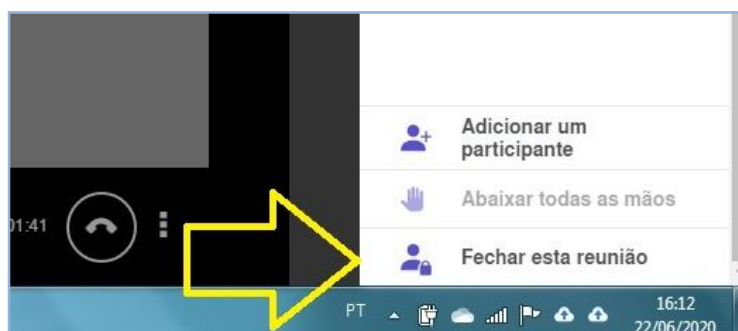 Adicionar um
participante
Abaixar todas as mãos
01:41
Fechar esta reunião
PT
16:12
22/06/2020